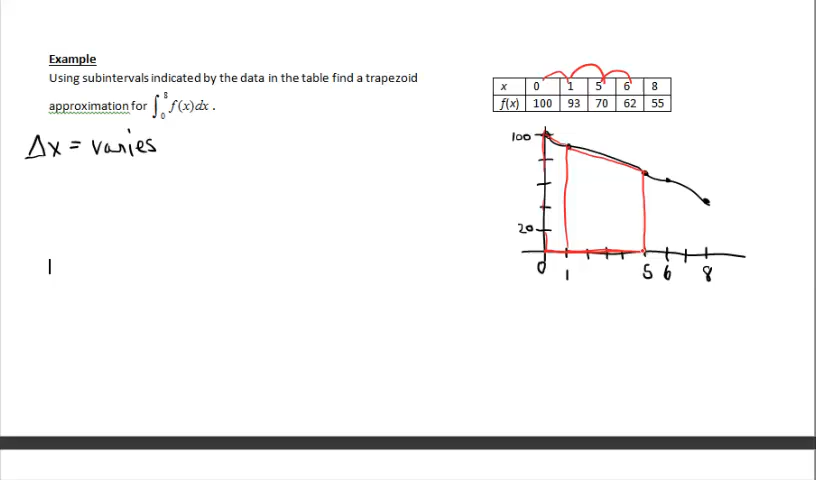 Example
Using subintervals indicated by the data in the table find a trapezoid
approximation for ∫₀⁸ f(x)dx .
Δx = varies
x 0 1 5 6 8
f(x) 100 93 70 62 55
100
20
0 1 5 6 8